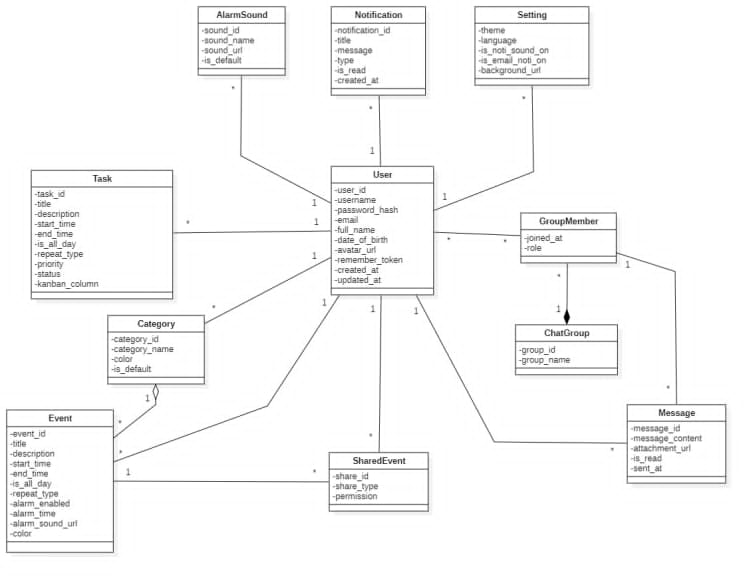 AlarmSound
-sound_id
-sound_name
-sound_url
-is_default
*
Notification
-notification_id
-title
-message
-type
-is_read
-created_at
*
Setting
-theme
-language
-is_noti_sound_on
-is_email_noti_on
-background_url
*
Task
-task_id
-title
-description
-start_time
-end_time
-is_all_day
-repeat_type
-priority
-status
-kanban_column
*
User
-user_id
-username
-password_hash
-email
-full_name
-date_of_birth
-avatar_url
-remember_token
-created_at
-updated_at
1
1
1
1
1
*
1
1
1
GroupMember
-joined_at
-role
*
1
*
Category
-category_id
-category_name
-color
-is_default
*
1
ChatGroup
-group_id
-group_name
1
Event
-event_id
-title
-description
-start_time
-end_time
-is_all_day
-repeat_type
-alarm_enabled
-alarm_time
-alarm_sound_url
-color
*
*
1
SharedEvent
-share_id
-share_type
-permission
*
*
Message
-message_id
-message_content
-attachment_url
-is_read
-sent_at
*
*